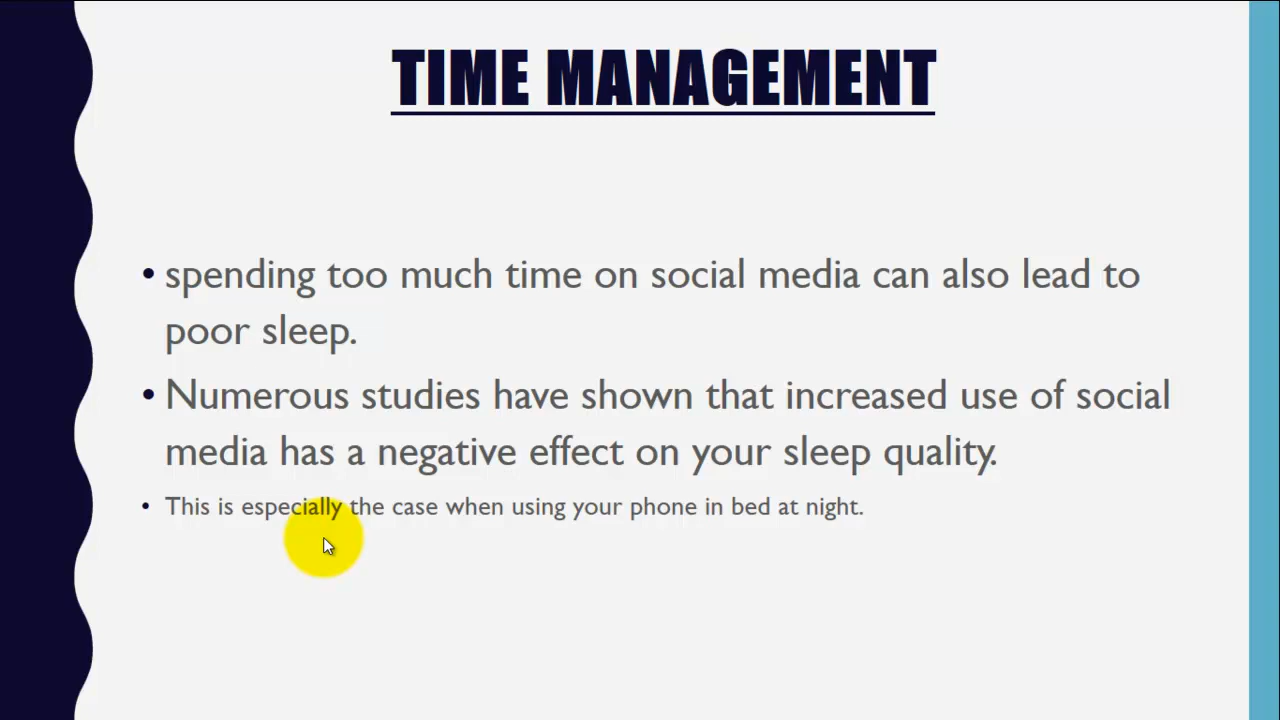 TIME MANAGEMENT
• spending too much time on social media can also lead to
poor sleep.
• Numerous studies have shown that increased use of social
media has a negative effect on your sleep quality.
• This is especially the case when using your phone in bed at night.